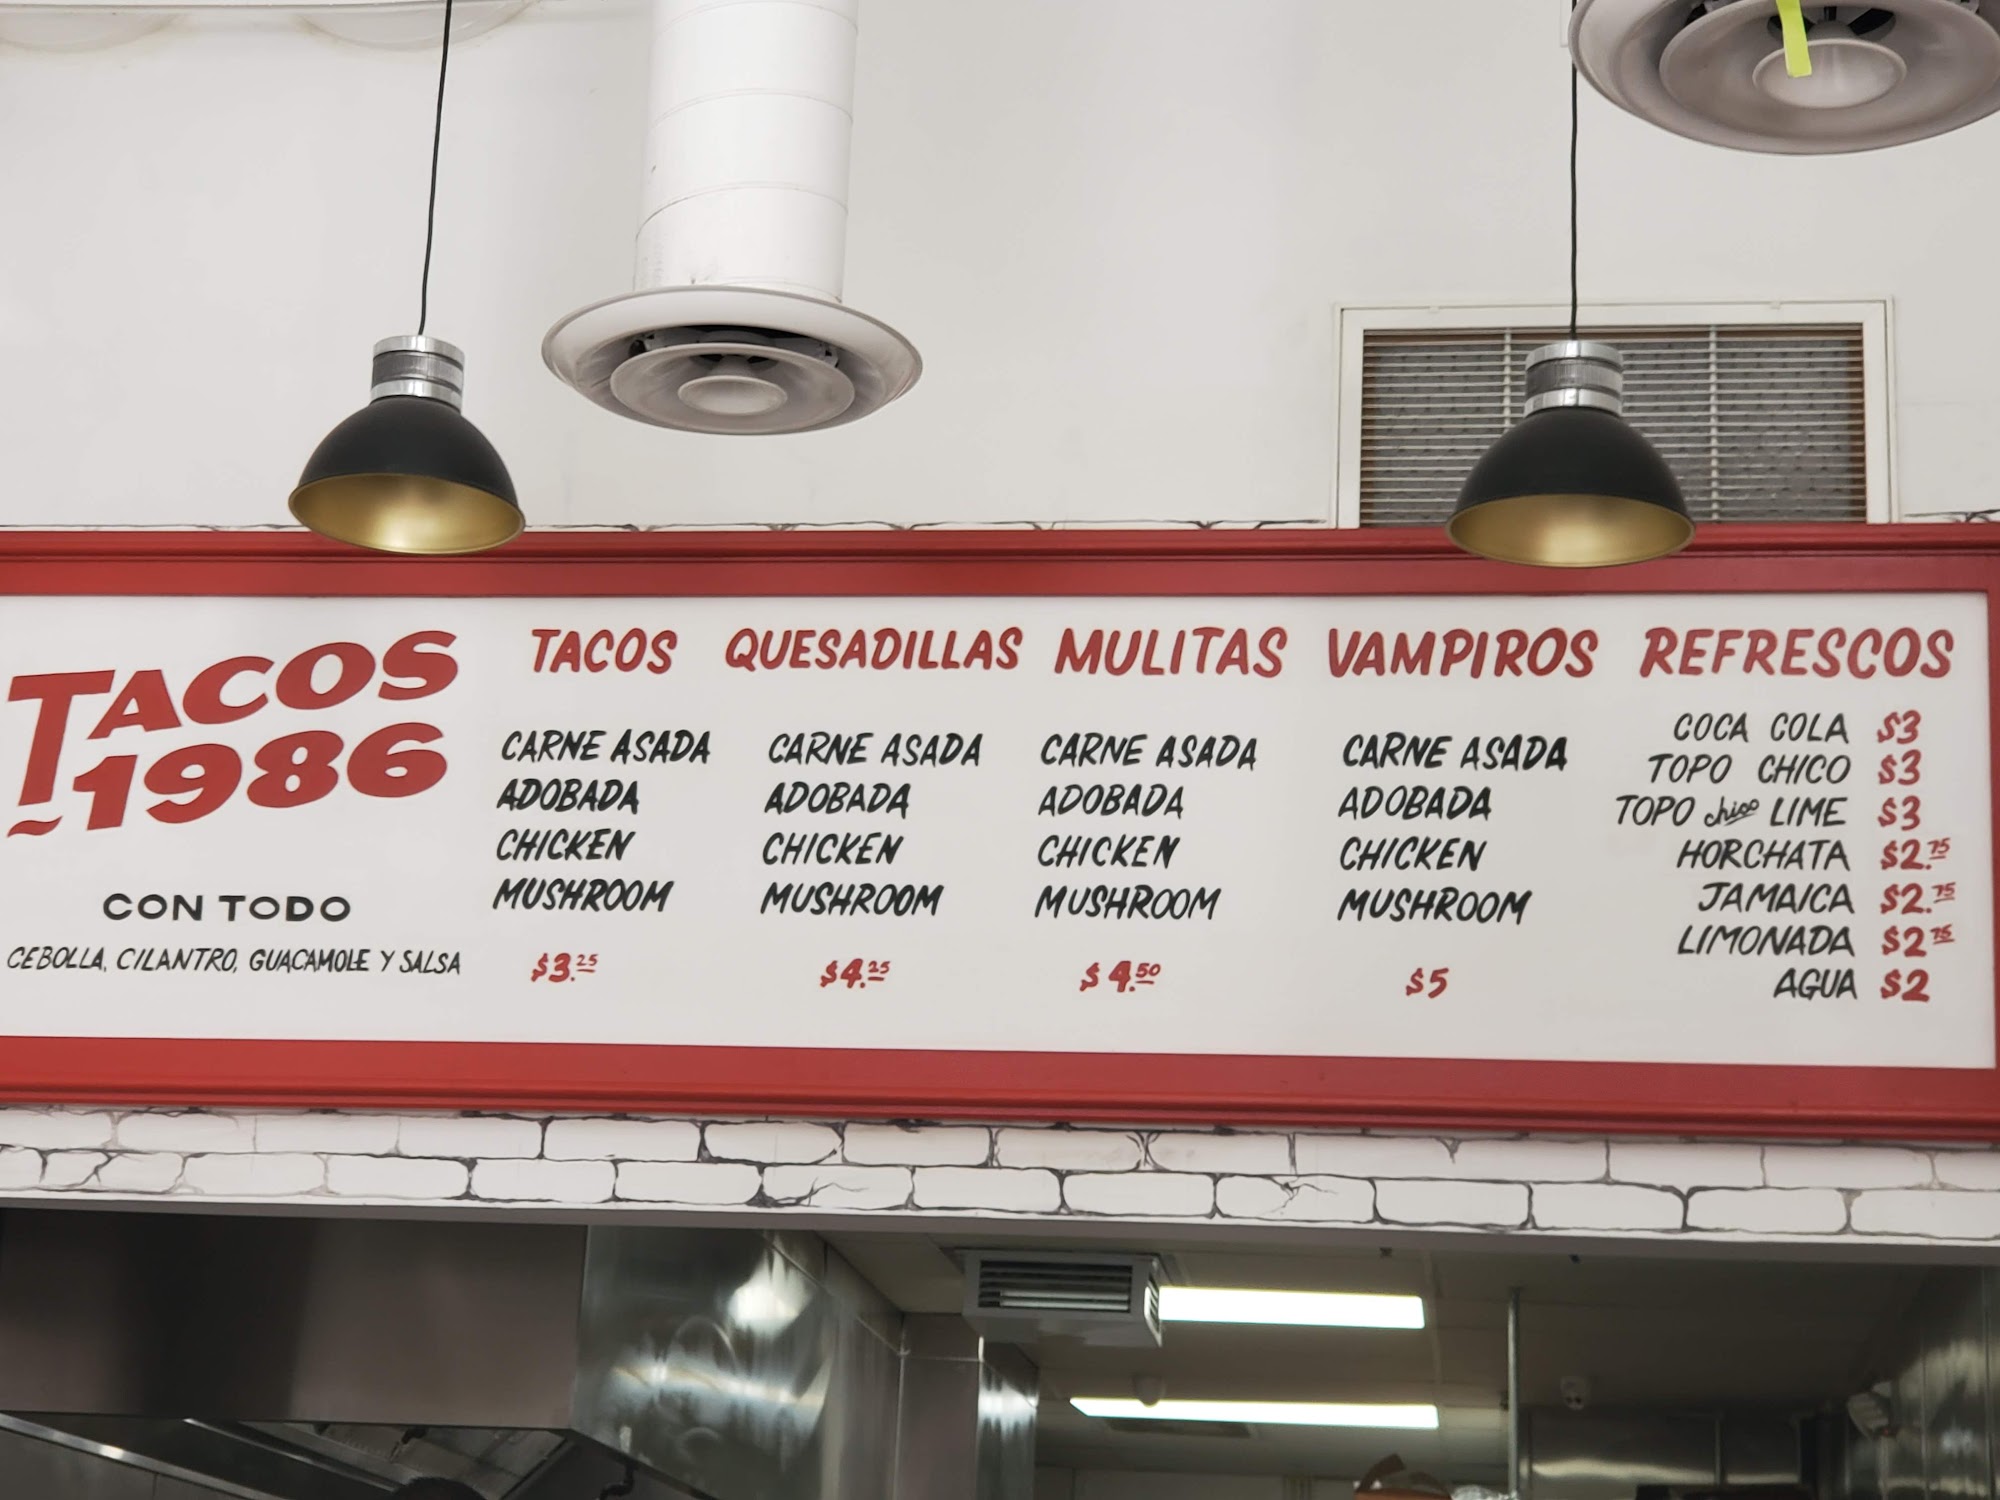 TACOS
1986
CON TODO
CEBOLLA, CILANTRO, GUACAMOLE Y SALSA
TACOS
CARNE ASADA
ADOBADA
CHICKEN
MUSHROOM
$3.25
QUESADILLAS
CARNE ASADA
ADOBADA
CHICKEN
MUSHROOM
$4.25
MULITAS
CARNE ASADA
ADOBADA
CHICKEN
MUSHROOM
$4.50
VAMPIROS
CARNE ASADA
ADOBADA
CHICKEN
MUSHROOM
$5
REFRESCOS
COCA COLA $3
TOPO CHICO $3
TOPO chico LIME $3
HORCHATA $2.75
JAMAICA $2.75
LIMONADA $2 75
AGUA $2